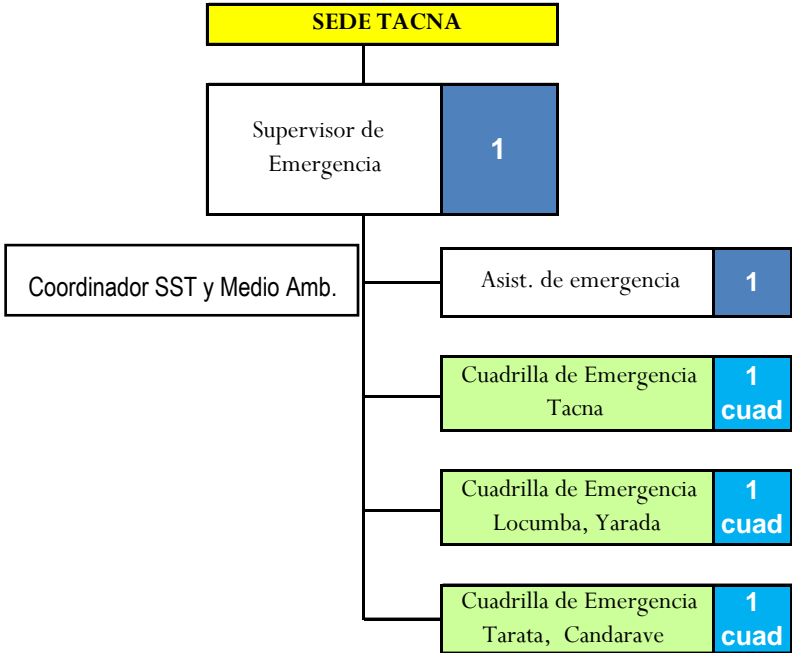 SEDE TACNA
Supervisor de
Emergencia
1
Coordinador SST y Medio Amb.
Asist. de emergencia
1
Cuadrilla de Emergencia
Tacna
1
cuad
Cuadrilla de Emergencia
Locumba, Yarada
1
cuad
Cuadrilla de Emergencia
Tarata, Candarave
1
cuad